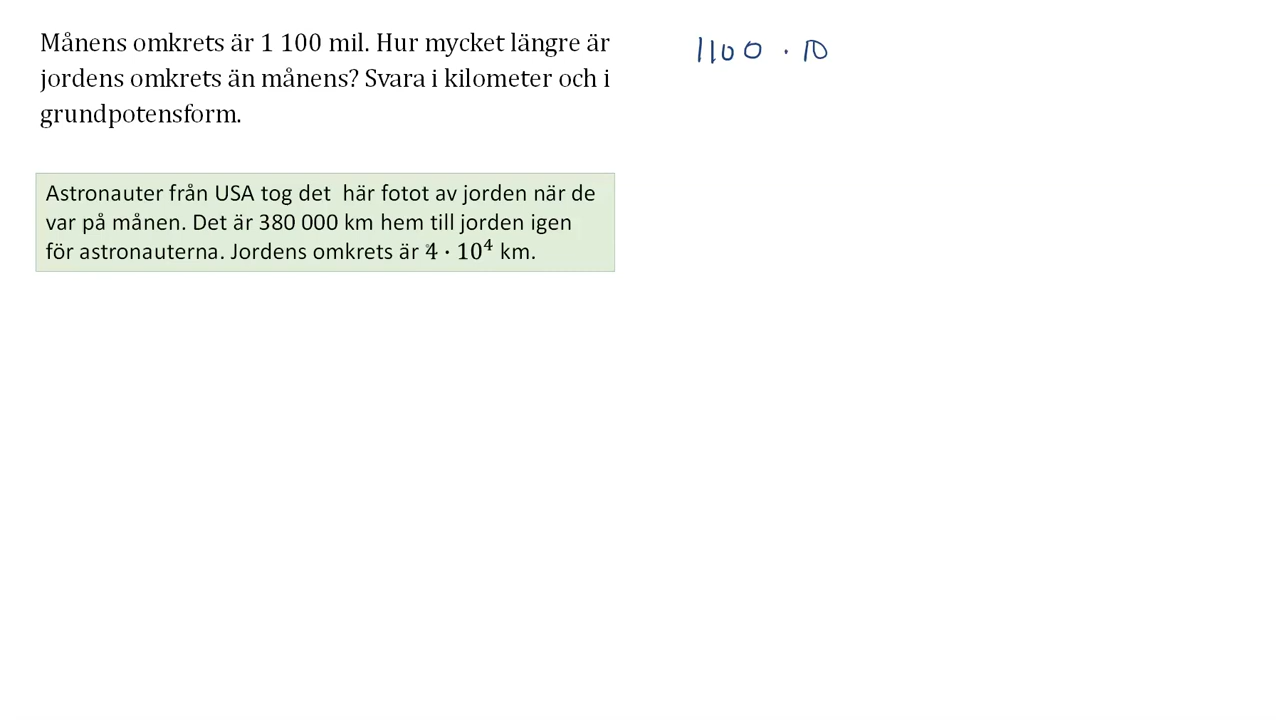 Månens omkrets är 1 100 mil. Hur mycket längre är
jordens omkrets än månens? Svara i kilometer och i
grundpotensform.
1100 · 10
Astronauter från USA tog det här fotot av jorden när de
var på månen. Det är 380 000 km hem till jorden igen
för astronauterna. Jordens omkrets är 4 · 10⁴ km.